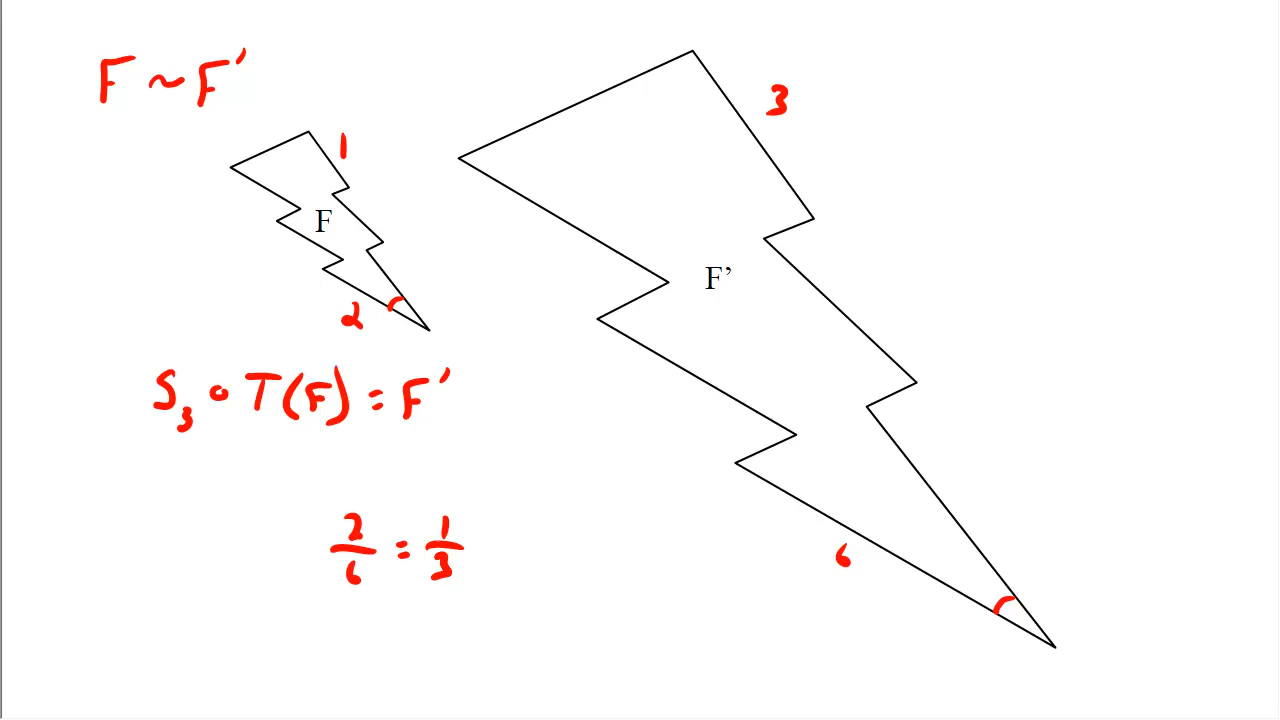 F ~ F'
3
1
F
F’
2
S₃ ∘ T(F) = F'
2/6 = 1/3
6